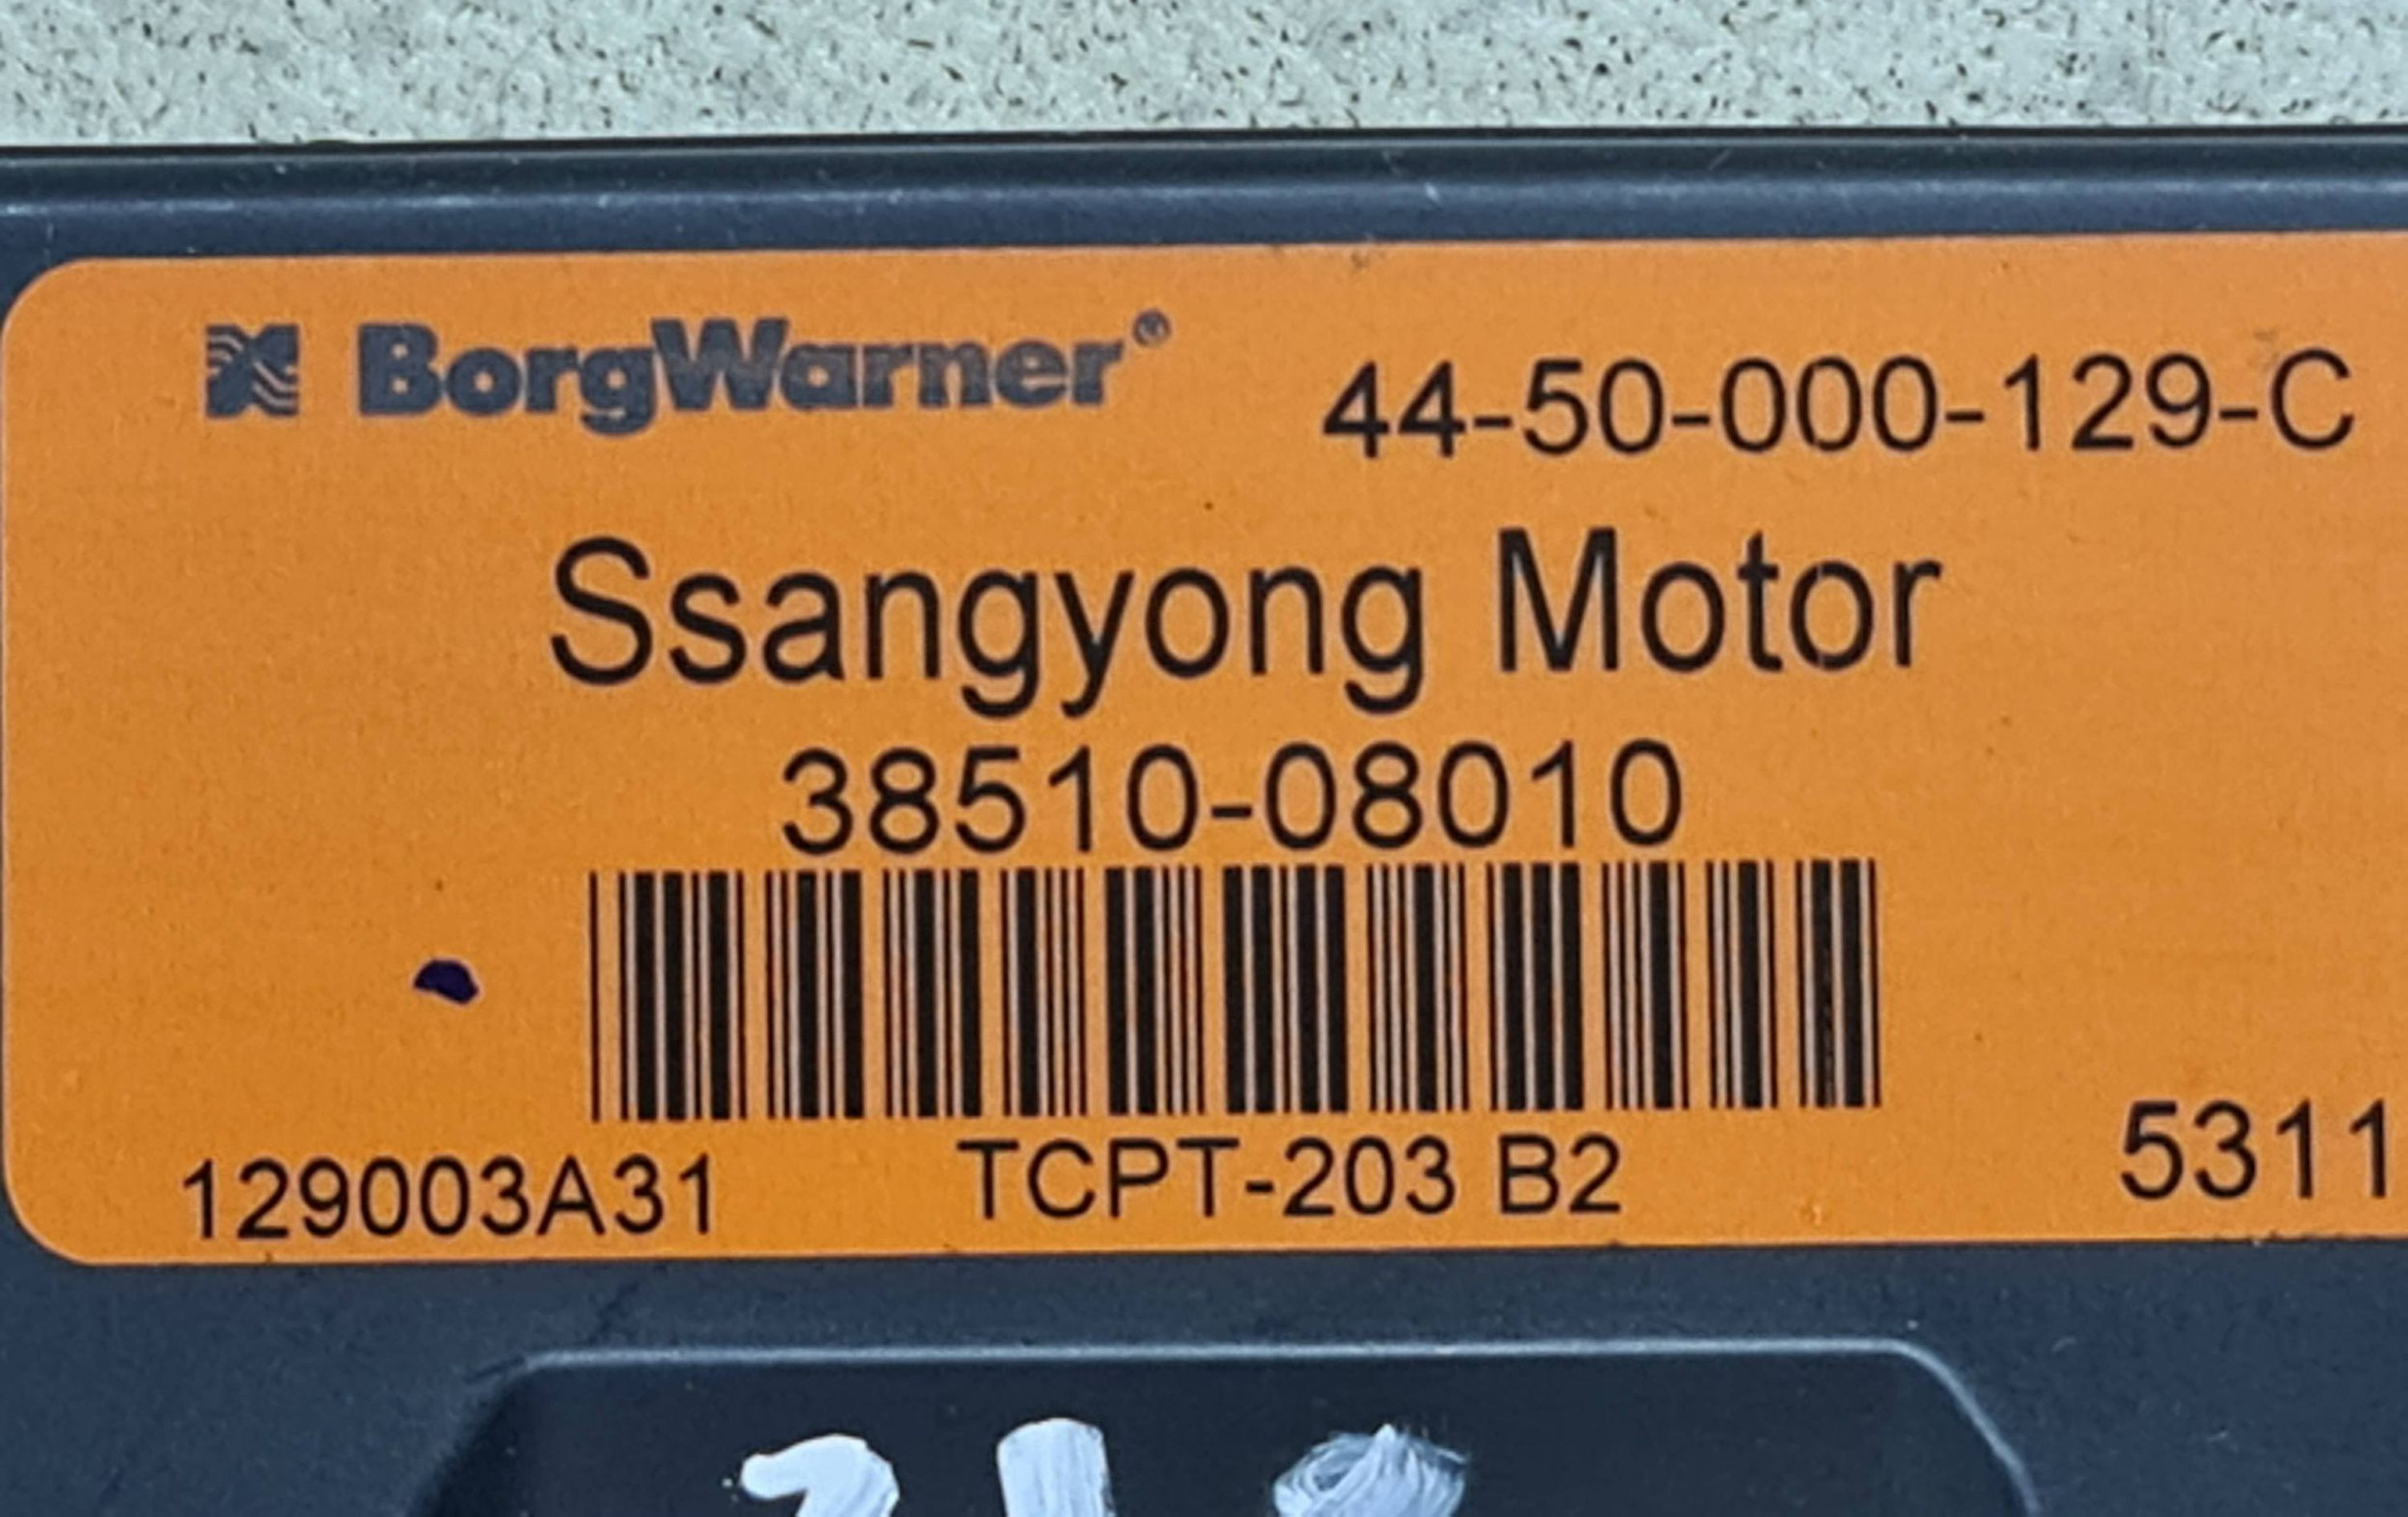 BorgWarner® 44-50-000-129-C
Ssangyong Motor
38510-08010
129003A31 TCPT-203 B2 5311